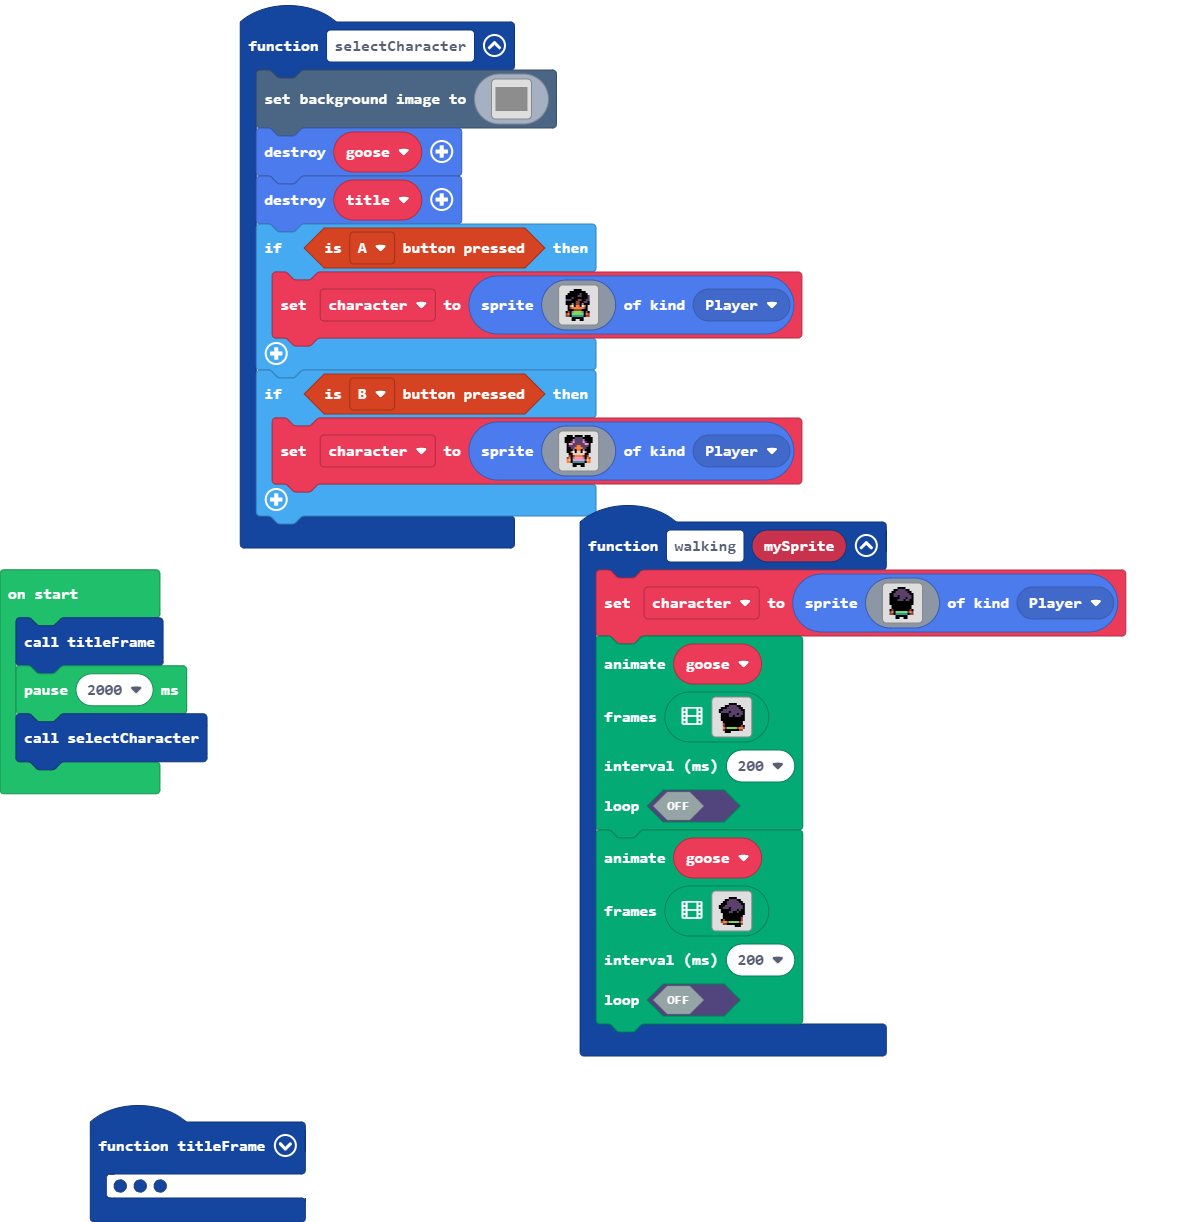 function selectCharacter
set background image to
destroy goose
destroy title
if is A button pressed then
set character to sprite of kind Player
if is B button pressed then
set character to sprite of kind Player
function walking mySprite
set character to sprite of kind Player
animate goose
frames
interval (ms) 200
loop OFF
animate goose
frames
interval (ms) 200
loop OFF
on start
call titleFrame
pause 2000 ms
call selectCharacter
function titleFrame